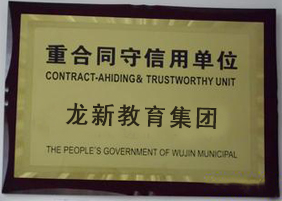 重合同守信用单位
CONTRACT-AHIDING & TRUSTWORTHY UNIT
龙新教育集团
THE PEOPLE'S GOVERNMENT OF WUJIN MUNICIPAL